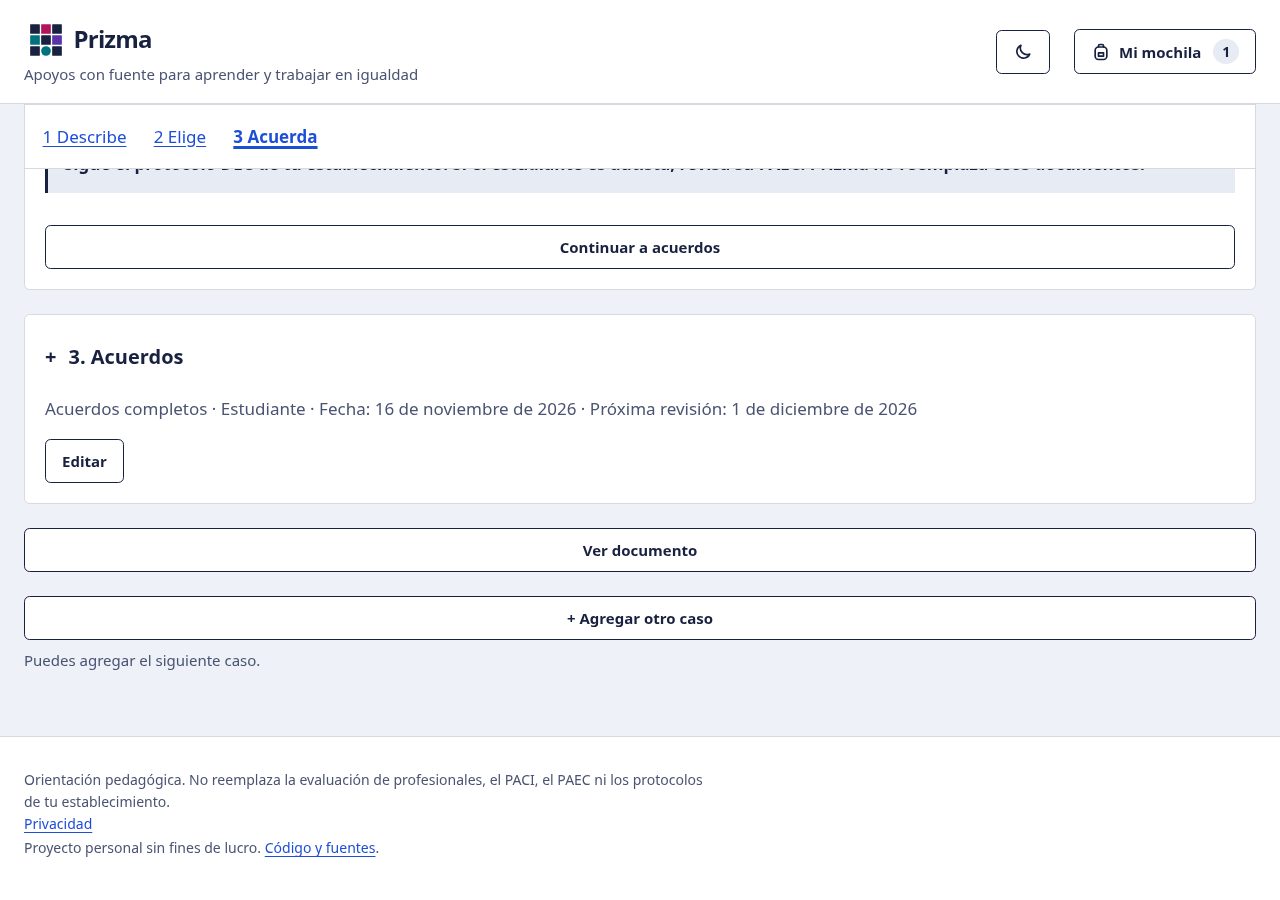 Prizma
Apoyos con fuente para aprender y trabajar en igualdad
Mi mochila 1
1 Describe 2 Elige 3 Acuerda
Continuar a acuerdos
+ 3. Acuerdos
Acuerdos completos · Estudiante · Fecha: 16 de noviembre de 2026 · Próxima revisión: 1 de diciembre de 2026
Editar
Ver documento
+ Agregar otro caso
Puedes agregar el siguiente caso.
Orientación pedagógica. No reemplaza la evaluación de profesionales, el PACI, el PAEC ni los protocolos
de tu establecimiento.
Privacidad
Proyecto personal sin fines de lucro. Código y fuentes.